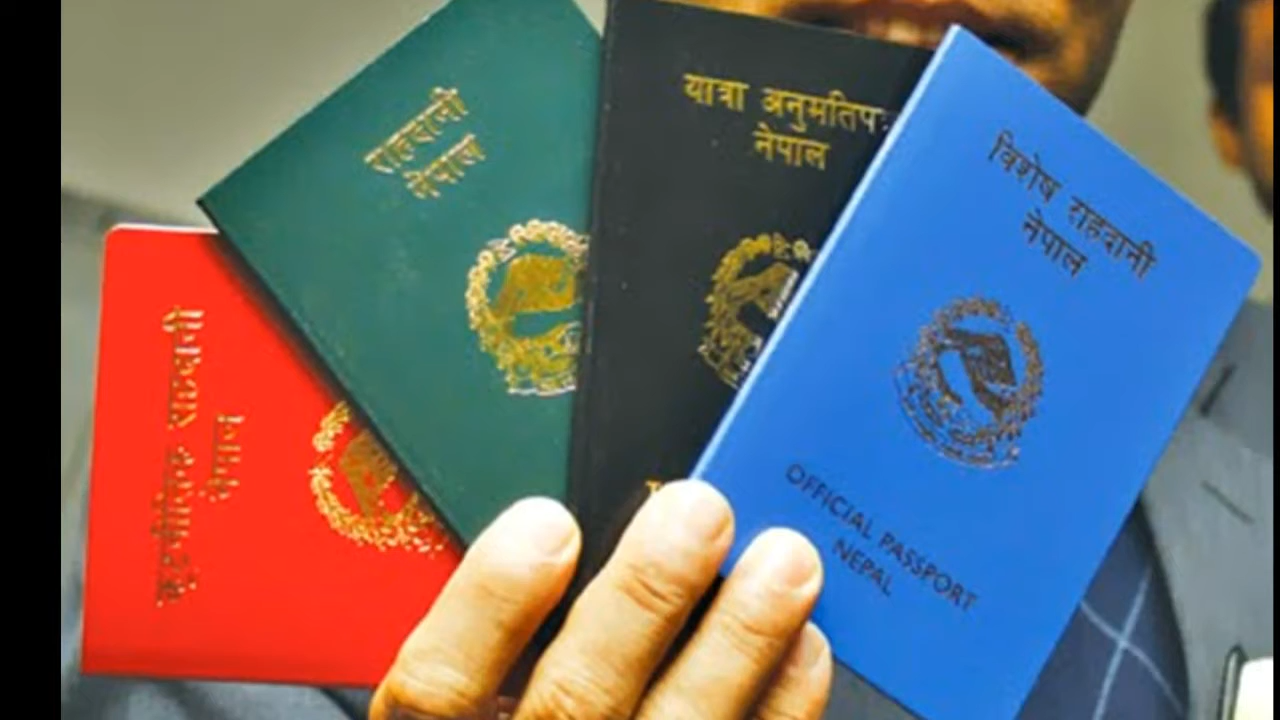 कूटनीतिक राहदानी
नेपाल
राहदानी
नेपाल
यात्रा अनुमतिप
नेपाल
विशेष राहदानी
नेपाल
OFFICIAL PASSPORT
NEPAL